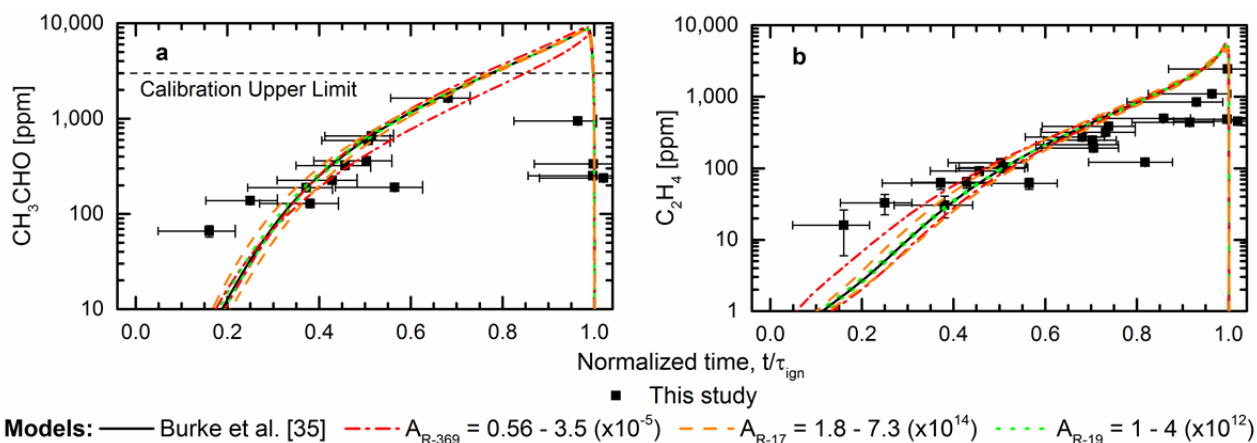 10,000
1,000
100
10
CH₃CHO [ppm]
a
Calibration Upper Limit
0.0 0.2 0.4 0.6 0.8 1.0
10,000
1,000
100
10
1
C₂H₄ [ppm]
b
0.0 0.2 0.4 0.6 0.8 1.0
Normalized time, t/τign
This study
Models: Burke et al. [35] A_R-369 = 0.56 - 3.5 (x10⁻⁵) A_R-17 = 1.8 - 7.3 (x10¹⁴) A_R-19 = 1 - 4 (x10¹²)